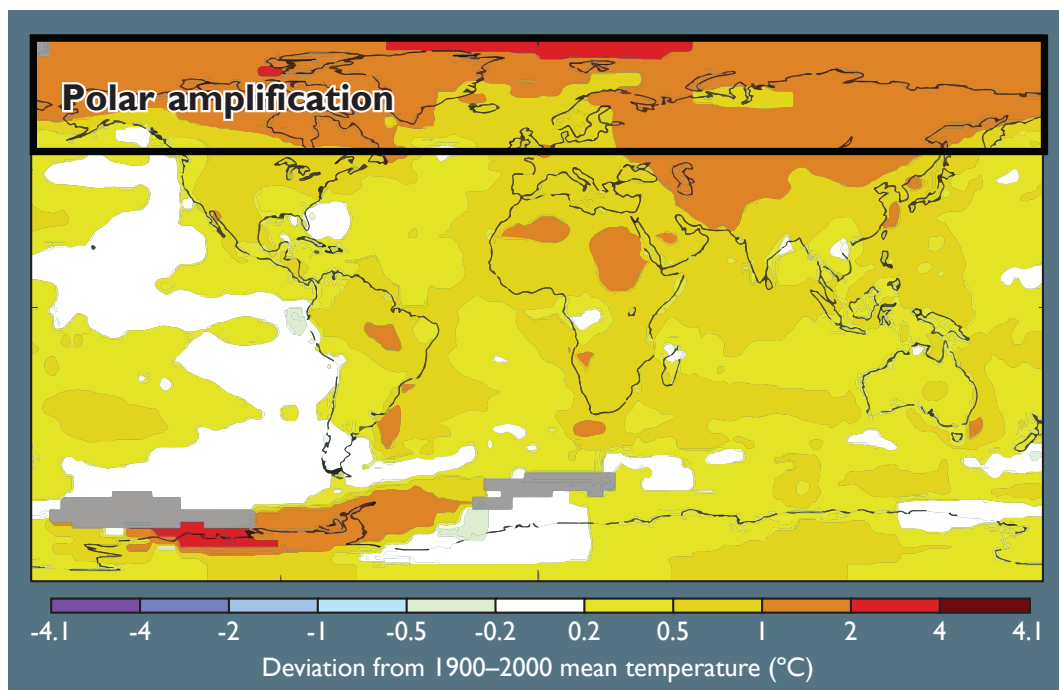 Polar amplification
-4.1 -4 -2 -1 -0.5 -0.2 0.2 0.5 1 2 4 4.1
Deviation from 1900–2000 mean temperature (ºC)